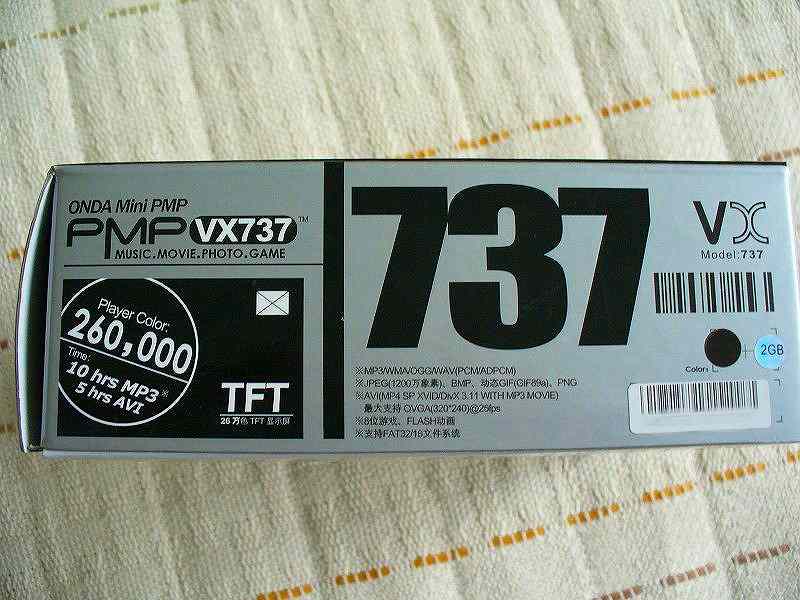 ONDA Mini PMP
PMP VX737™
MUSIC.MOVIE.PHOTO.GAME
Player Color:
260,000
Time:
10 hrs MP3※
5 hrs AVI
TFT
26万色 TFT 显示屏
737
※MP3/WMA/OGG/WAV(PCM/ADPCM)
※JPEG(1200万象素)、BMP、动态GIF(GIF89a)、PNG
※AVI(MP4 SP XVID/DivX 3.11 WITH MP3 MOVIE)
最大支持 QVGA(320*240)@25fps
※8位游戏、FLASH动画
※支持FAT32/16文件系统
VX
Model:737
Color:
2GB